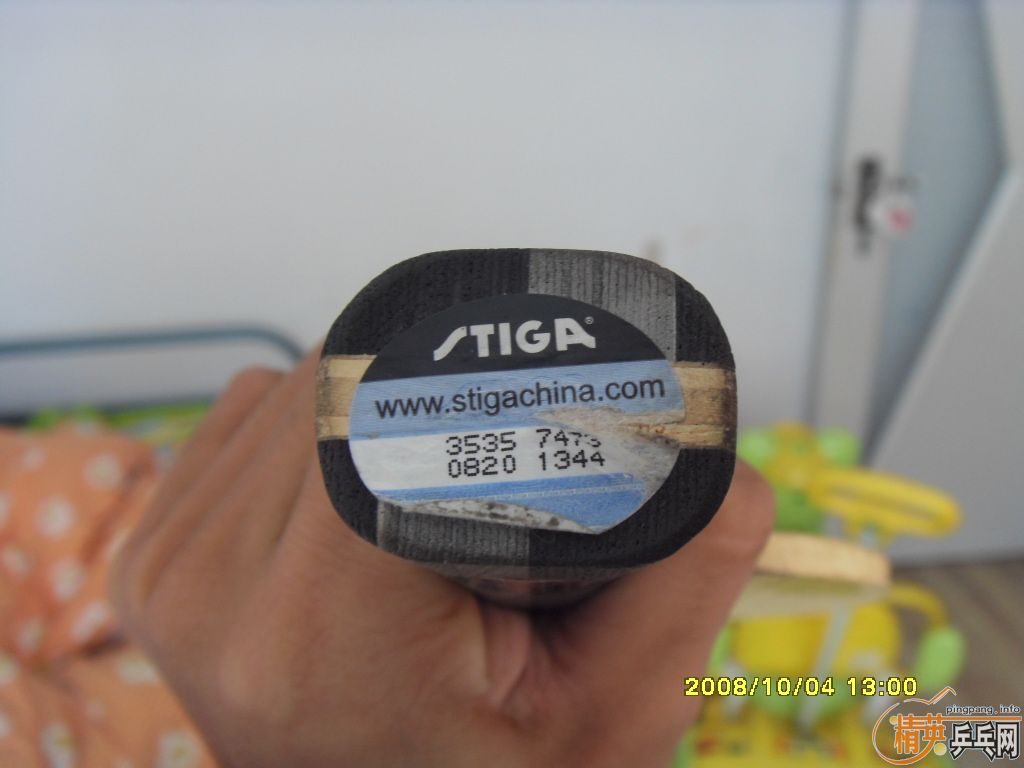 STIGA®
www.stigachina.com
3535 7473
0820 1344
2008/10/04 13:00
pingpang.info
精英乒乓网